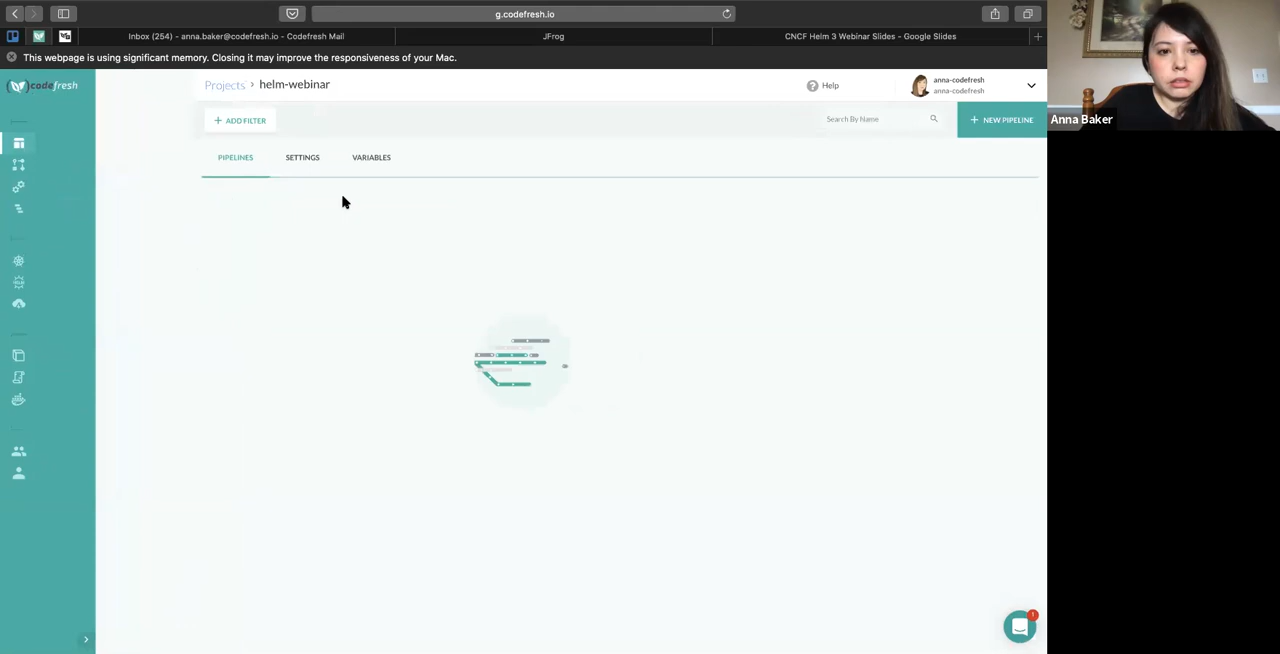 g.codefresh.io
Inbox (254) - anna.baker@codefresh.io - Codefresh Mail
JFrog
CNCF Helm 3 Webinar Slides - Google Slides
This webpage is using significant memory. Closing it may improve the responsiveness of your Mac.
codefresh
Projects > helm-webinar
Help
anna-codefresh
anna-codefresh
+ ADD FILTER
Search By Name
+ NEW PIPELINE
PIPELINES
SETTINGS
VARIABLES
1
Anna Baker